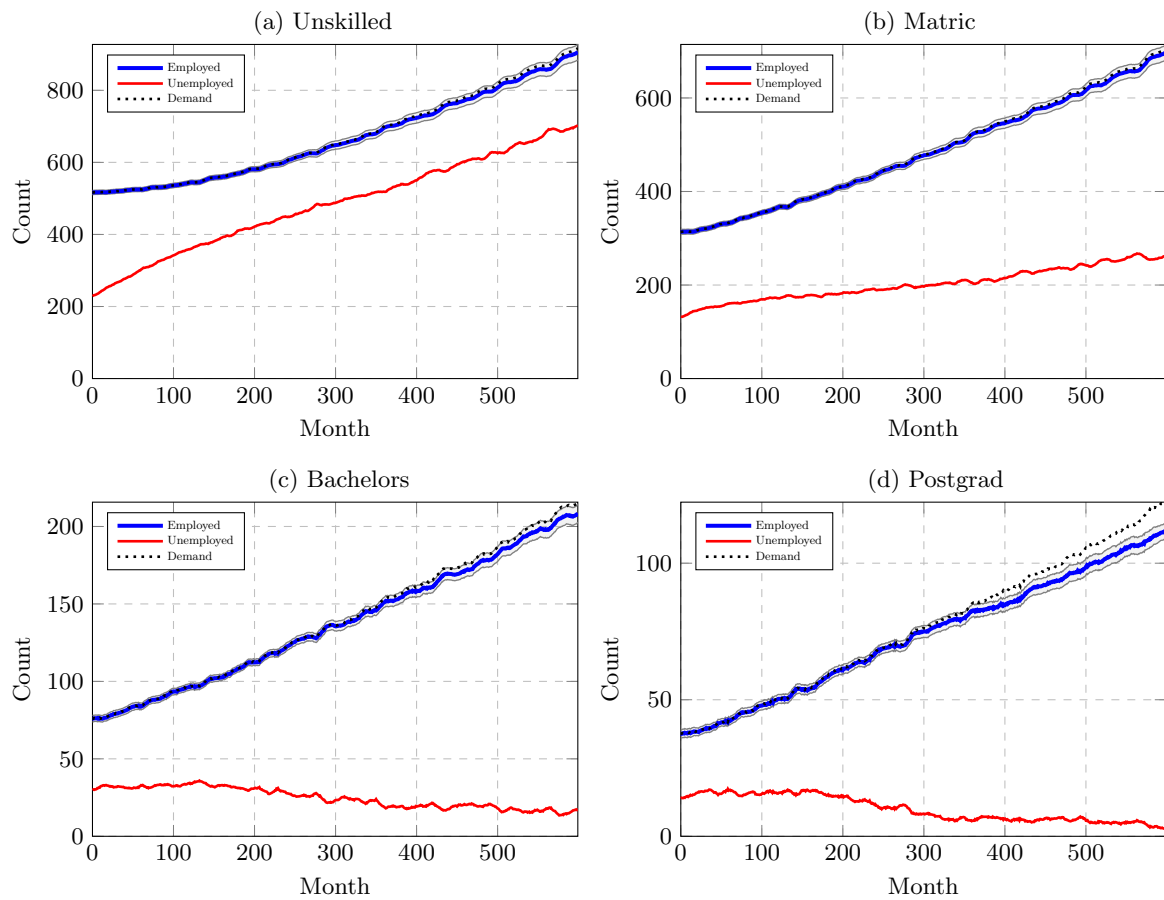 (a) Unskilled
Employed
Unemployed
Demand
800
600
400
200
0
Count
0 100 200 300 400 500
Month
(b) Matric
Employed
Unemployed
Demand
600
400
200
0
Count
0 100 200 300 400 500
Month
(c) Bachelors
Employed
Unemployed
Demand
200
150
100
50
0
Count
0 100 200 300 400 500
Month
(d) Postgrad
Employed
Unemployed
Demand
100
50
0
Count
0 100 200 300 400 500
Month